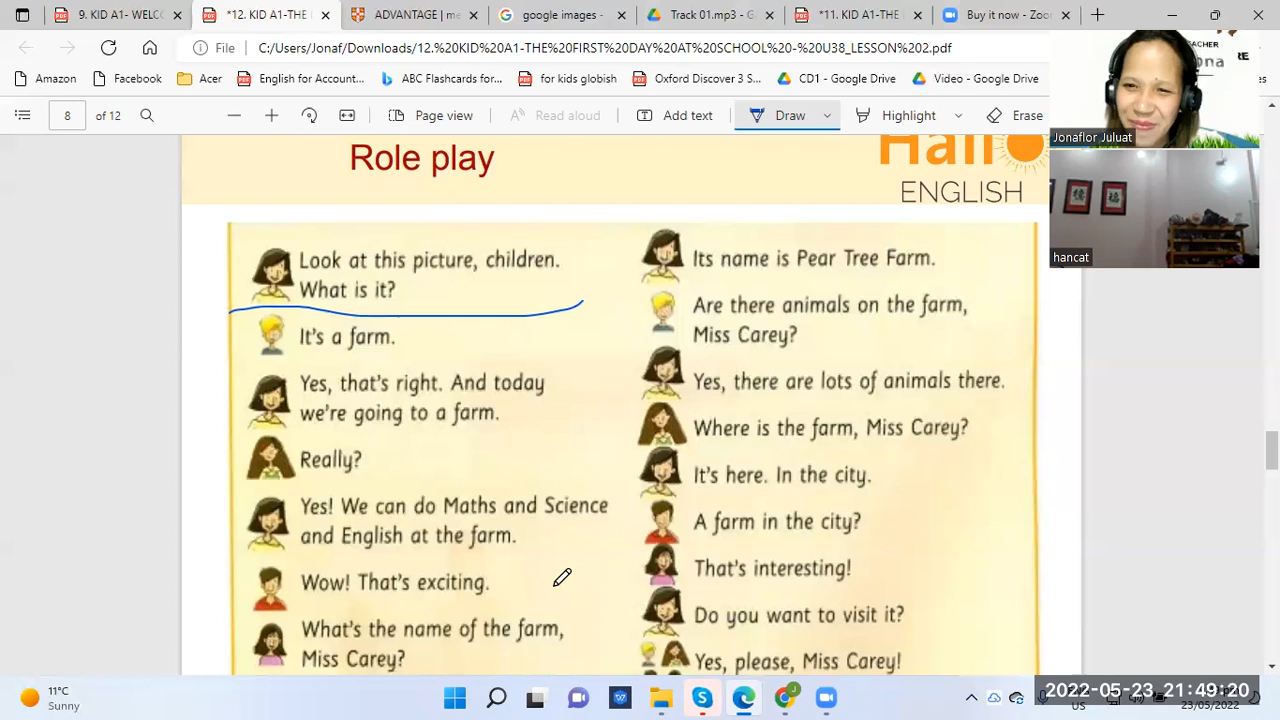 9. KID A1- WELCO
*12. KID A1-THE F
ADVANTAGE | me
google images -
Track 01.mp3 - G
*11. KID A1-THE
Buy it now - Zoo
File
C:/Users/Jonaf/Downloads/12.%20KID%20A1-THE%20FIRST%20DAY%20AT%20SCHOOL%20-%20U38_LESSON%202.pdf
Amazon
Facebook
Acer
English for Account...
ABC Flashcards for...
for kids globish
Oxford Discover 3 S...
CD1 - Google Drive
Video - Google Drive
8
of 12
Page view
Read aloud
Add text
Draw
Highlight
Erase
Jonaflor Juluat
hancat
Role play
ENGLISH
Look at this picture, children.
What is it?
It's a farm.
Yes, that's right. And today
we're going to a farm.
Really?
Yes! We can do Maths and Science
and English at the farm.
Wow! That's exciting.
What's the name of the farm,
Miss Carey?
Its name is Pear Tree Farm.
Are there animals on the farm,
Miss Carey?
Yes, there are lots of animals there.
Where is the farm, Miss Carey?
It's here. In the city.
A farm in the city?
That's interesting!
Do you want to visit it?
Yes, please, Miss Carey!
11°C
Sunny
2022-05-23 21:49:20
US
23/05/2022